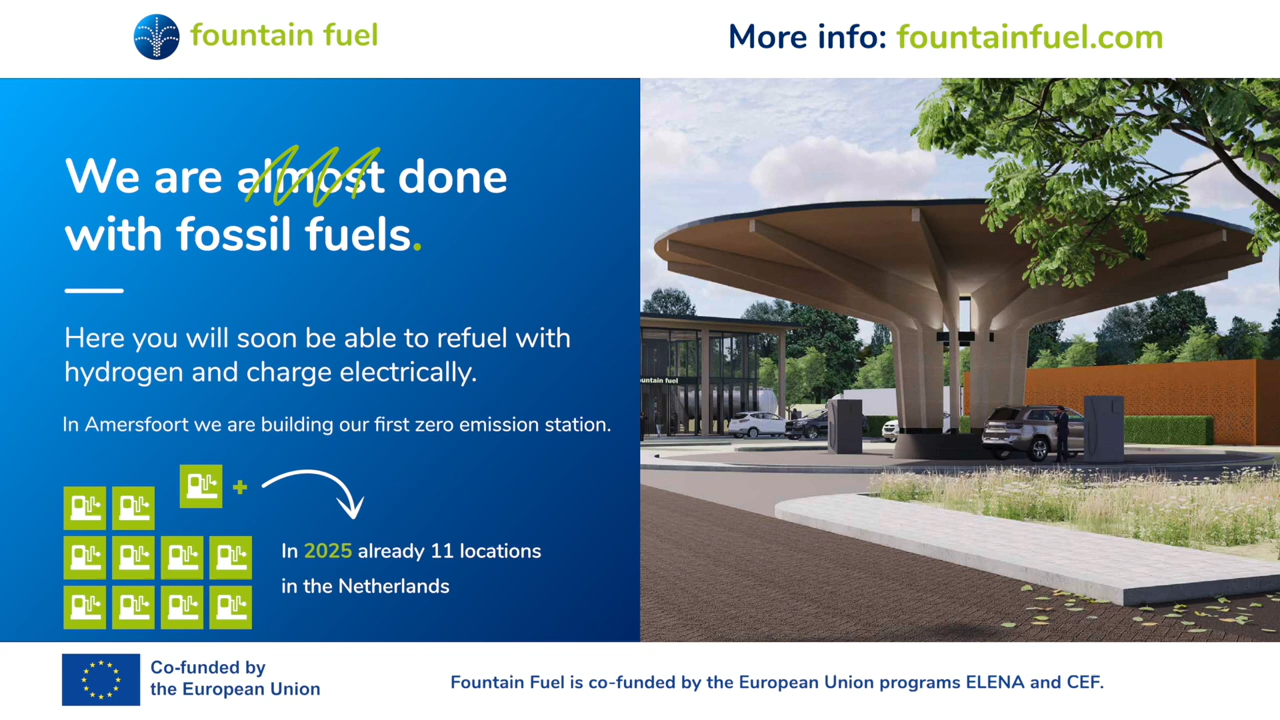 fountain fuel
More info: fountainfuel.com
We are almost done
with fossil fuels.
Here you will soon be able to refuel with
hydrogen and charge electrically.
In Amersfoort we are building our first zero emission station.
+
In 2025 already 11 locations
in the Netherlands
untain fuel
Co-funded by
the European Union
Fountain Fuel is co-funded by the European Union programs ELENA and CEF.